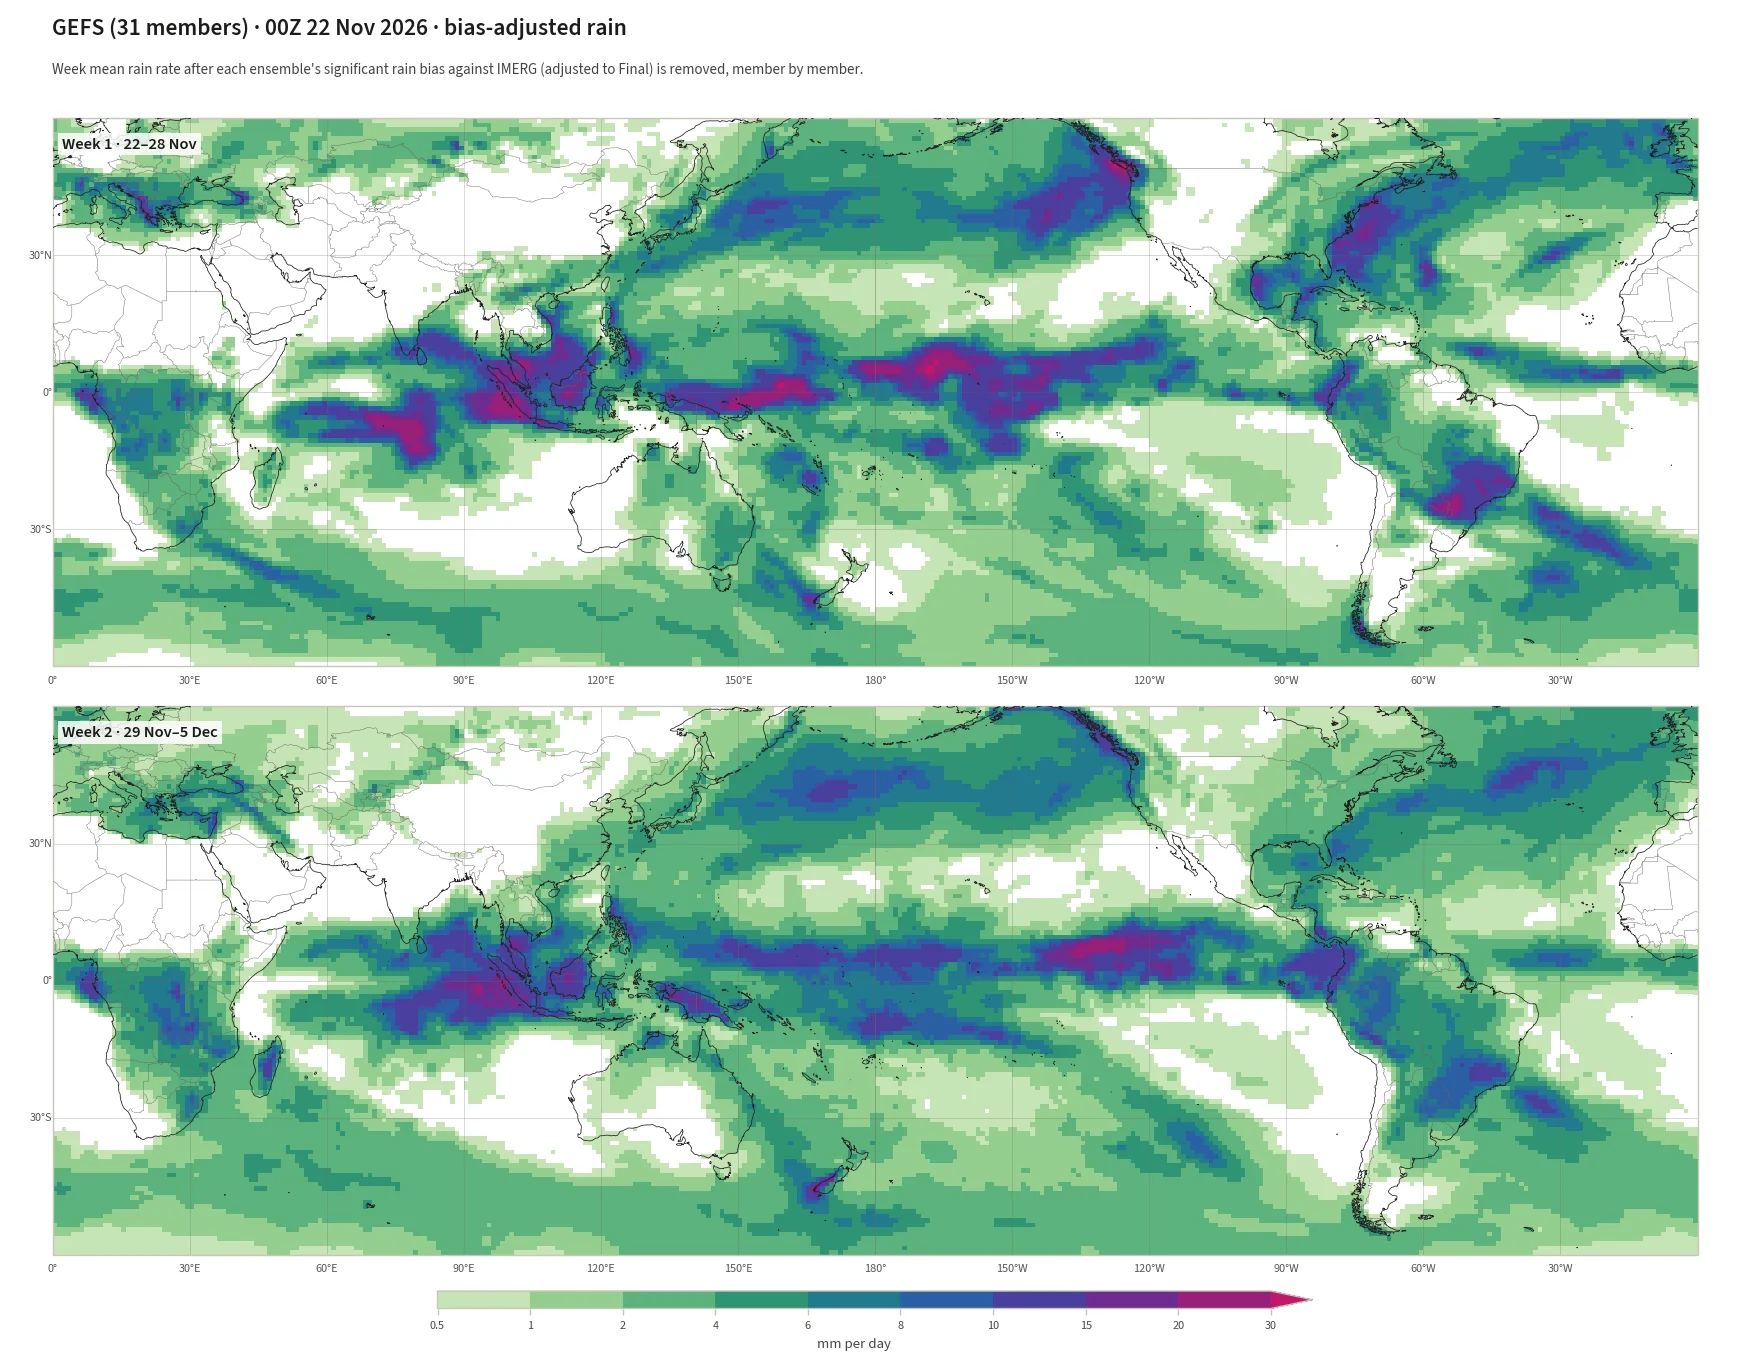 GEFS (31 members) · 00Z 22 Nov 2026 · bias-adjusted rain
Week mean rain rate after each ensemble's significant rain bias against IMERG (adjusted to Final) is removed, member by member.
Week 1 · 22–28 Nov
30°N
0°
30°S
0° 30°E 60°E 90°E 120°E 150°E 180° 150°W 120°W 90°W 60°W 30°W
Week 2 · 29 Nov–5 Dec
30°N
0°
30°S
0° 30°E 60°E 90°E 120°E 150°E 180° 150°W 120°W 90°W 60°W 30°W
0.5 1 2 4 6 8 10 15 20 30
mm per day